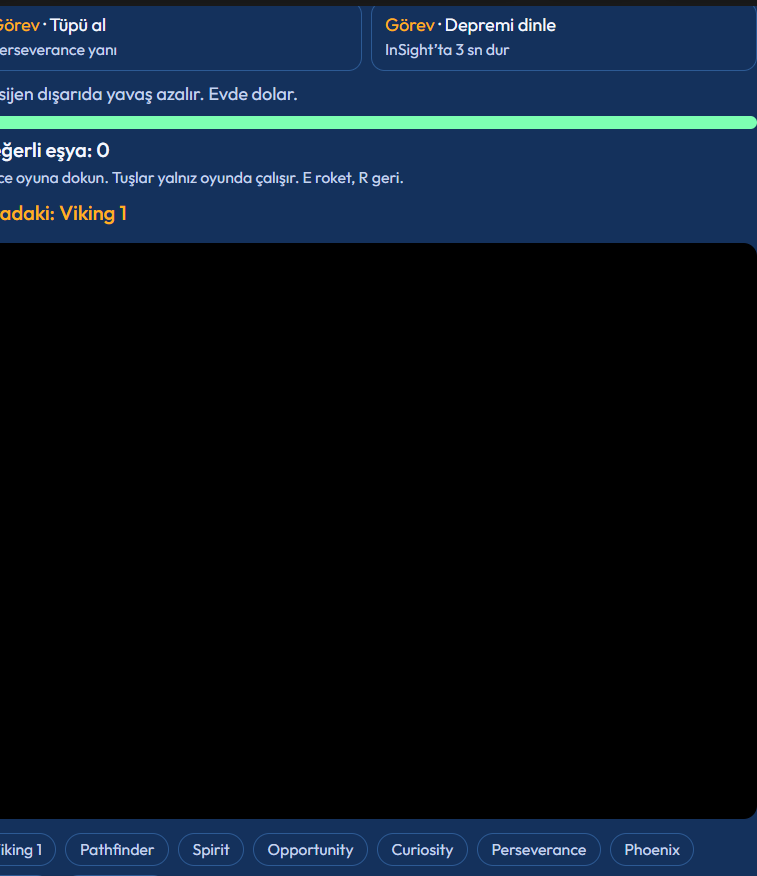 Görev · Tüpü al
erseverance yanı
Görev · Depremi dinle
InSight'ta 3 sn dur
sijen dışarıda yavaş azalır. Evde dolar.
eğerli eşya: 0
ce oyuna dokun. Tuşlar yalnız oyunda çalışır. E roket, R geri.
adaki: Viking 1
iking 1
Pathfinder
Spirit
Opportunity
Curiosity
Perseverance
Phoenix